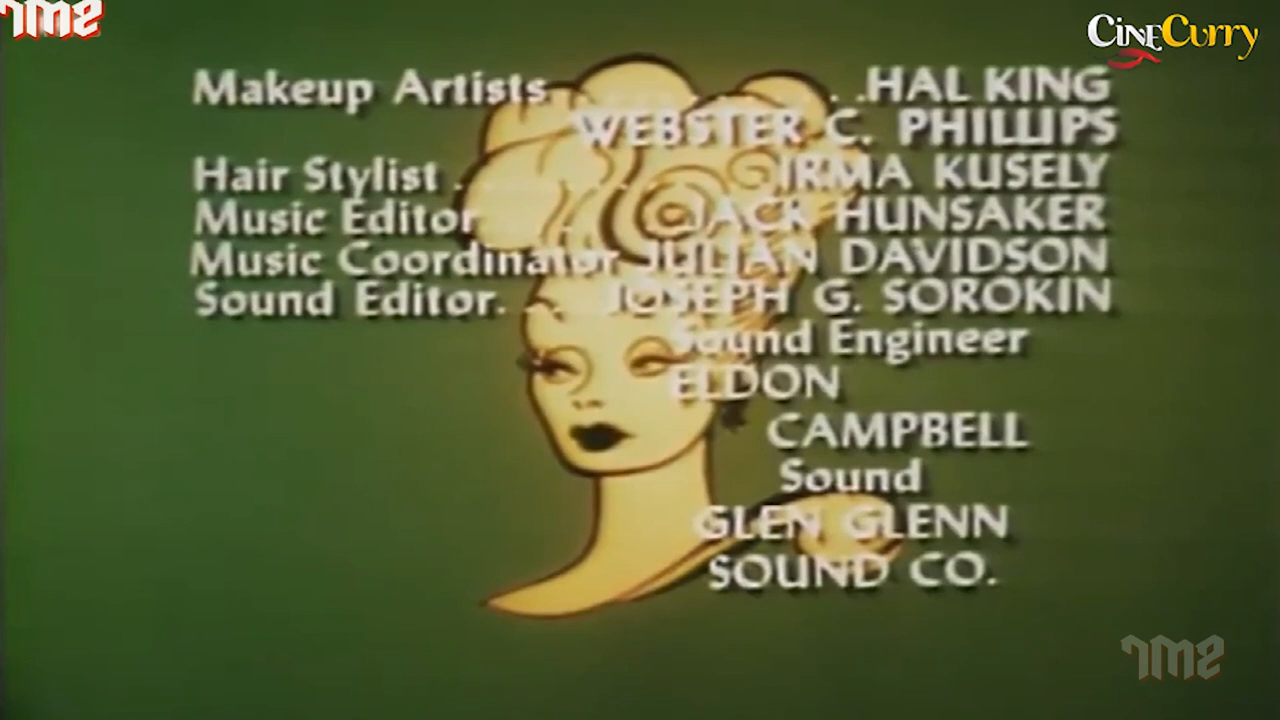 CineCurry
Makeup Artists . . HAL KING
WEBSTER C. PHILLIPS
Hair Stylist . IRMA KUSELY
Music Editor JACK HUNSAKER
Music Coordinator JULIAN DAVIDSON
Sound Editor. . JOSEPH G. SOROKIN
Sound Engineer
ELDON
CAMPBELL
Sound
GLEN GLENN
SOUND CO.